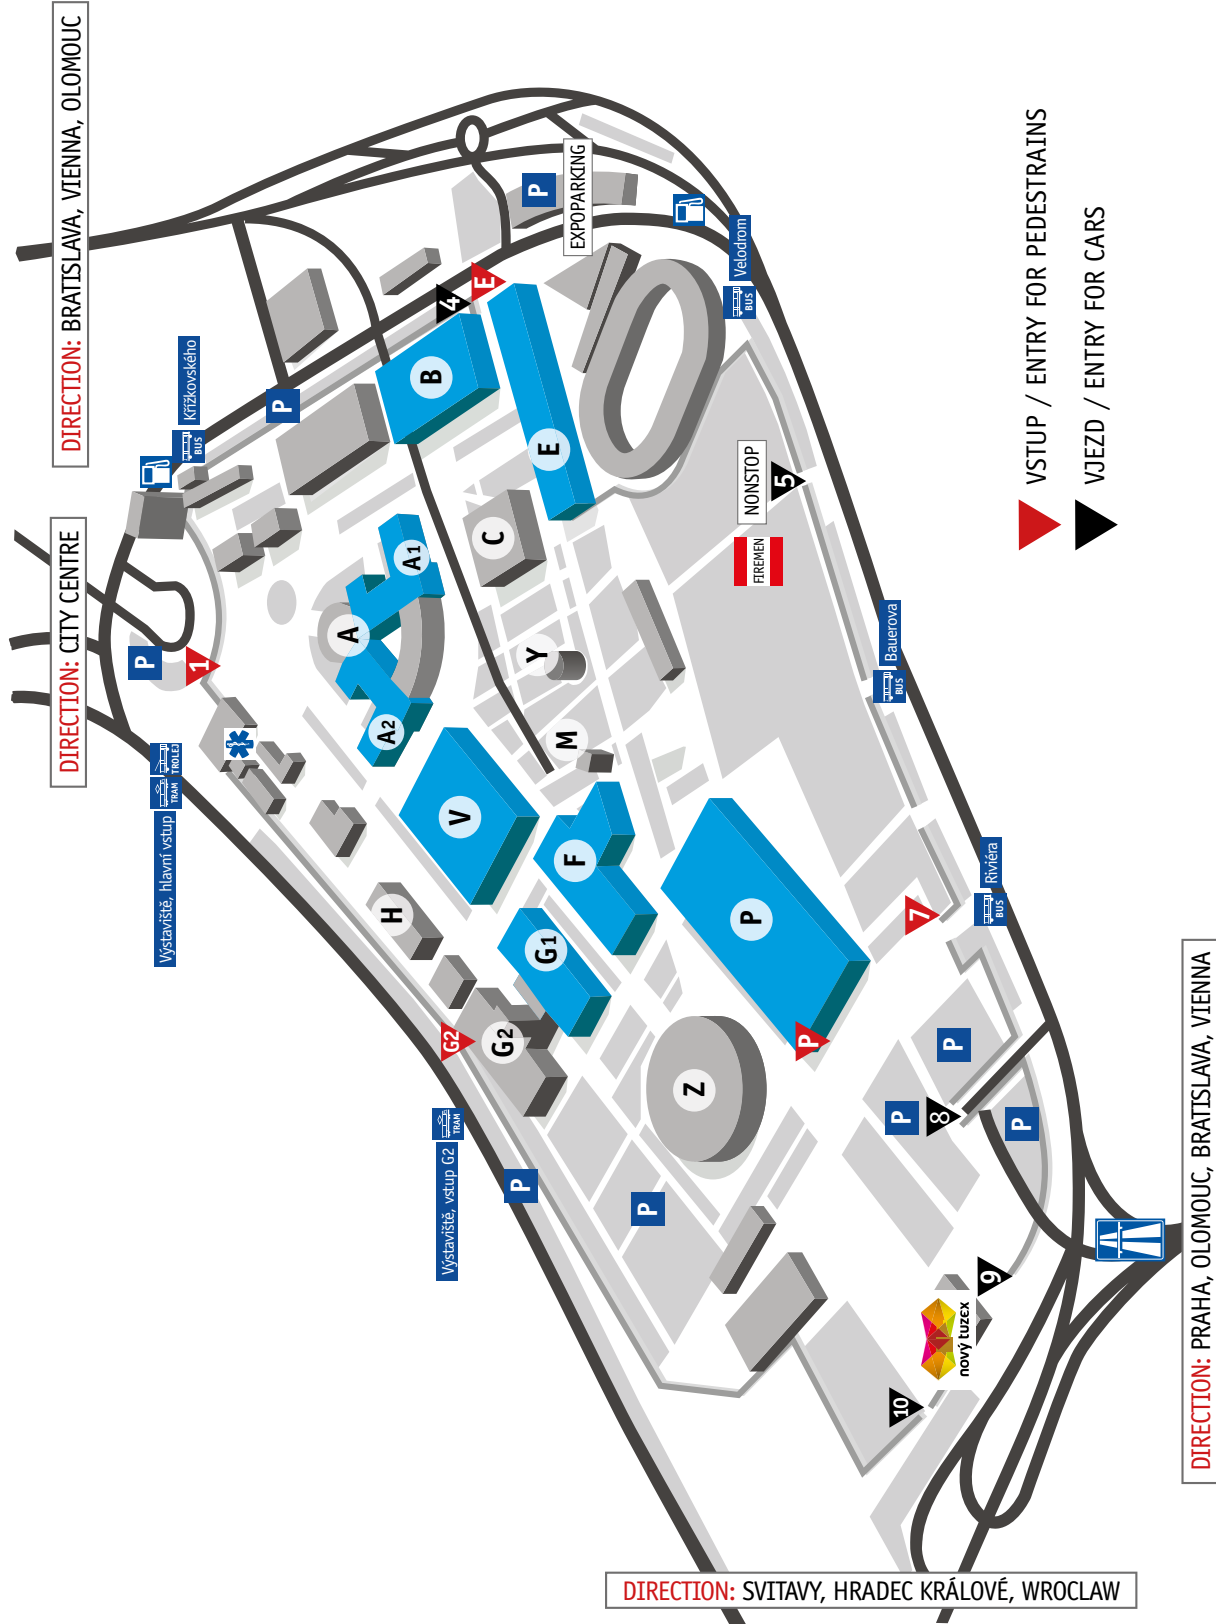 DIRECTION: SVITAVY, HRADEC KRÁLOVÉ, WROCLAW
DIRECTION: CITY CENTRE
DIRECTION: BRATISLAVA, VIENNA, OLOMOUC
DIRECTION: PRAHA, OLOMOUC, BRATISLAVA, VIENNA
Výstaviště, hlavní vstup
TRAM
TROLEJ
P
1
Křížkovského
BUS
P
Výstaviště, vstup G2
TRAM
P
P
G2
G2
H
G1
V
F
A
A1
A2
B
4
E
E
C
Y
M
P
P
Z
P
EXPOPARKING
Velodrom
BUS
NONSTOP
5
FIREMEN
Bauerova
BUS
Riviéra
BUS
7
P
P
8
P
9
10
nový tuzex
VSTUP / ENTRY FOR PEDESTRAINS
VJEZD / ENTRY FOR CARS